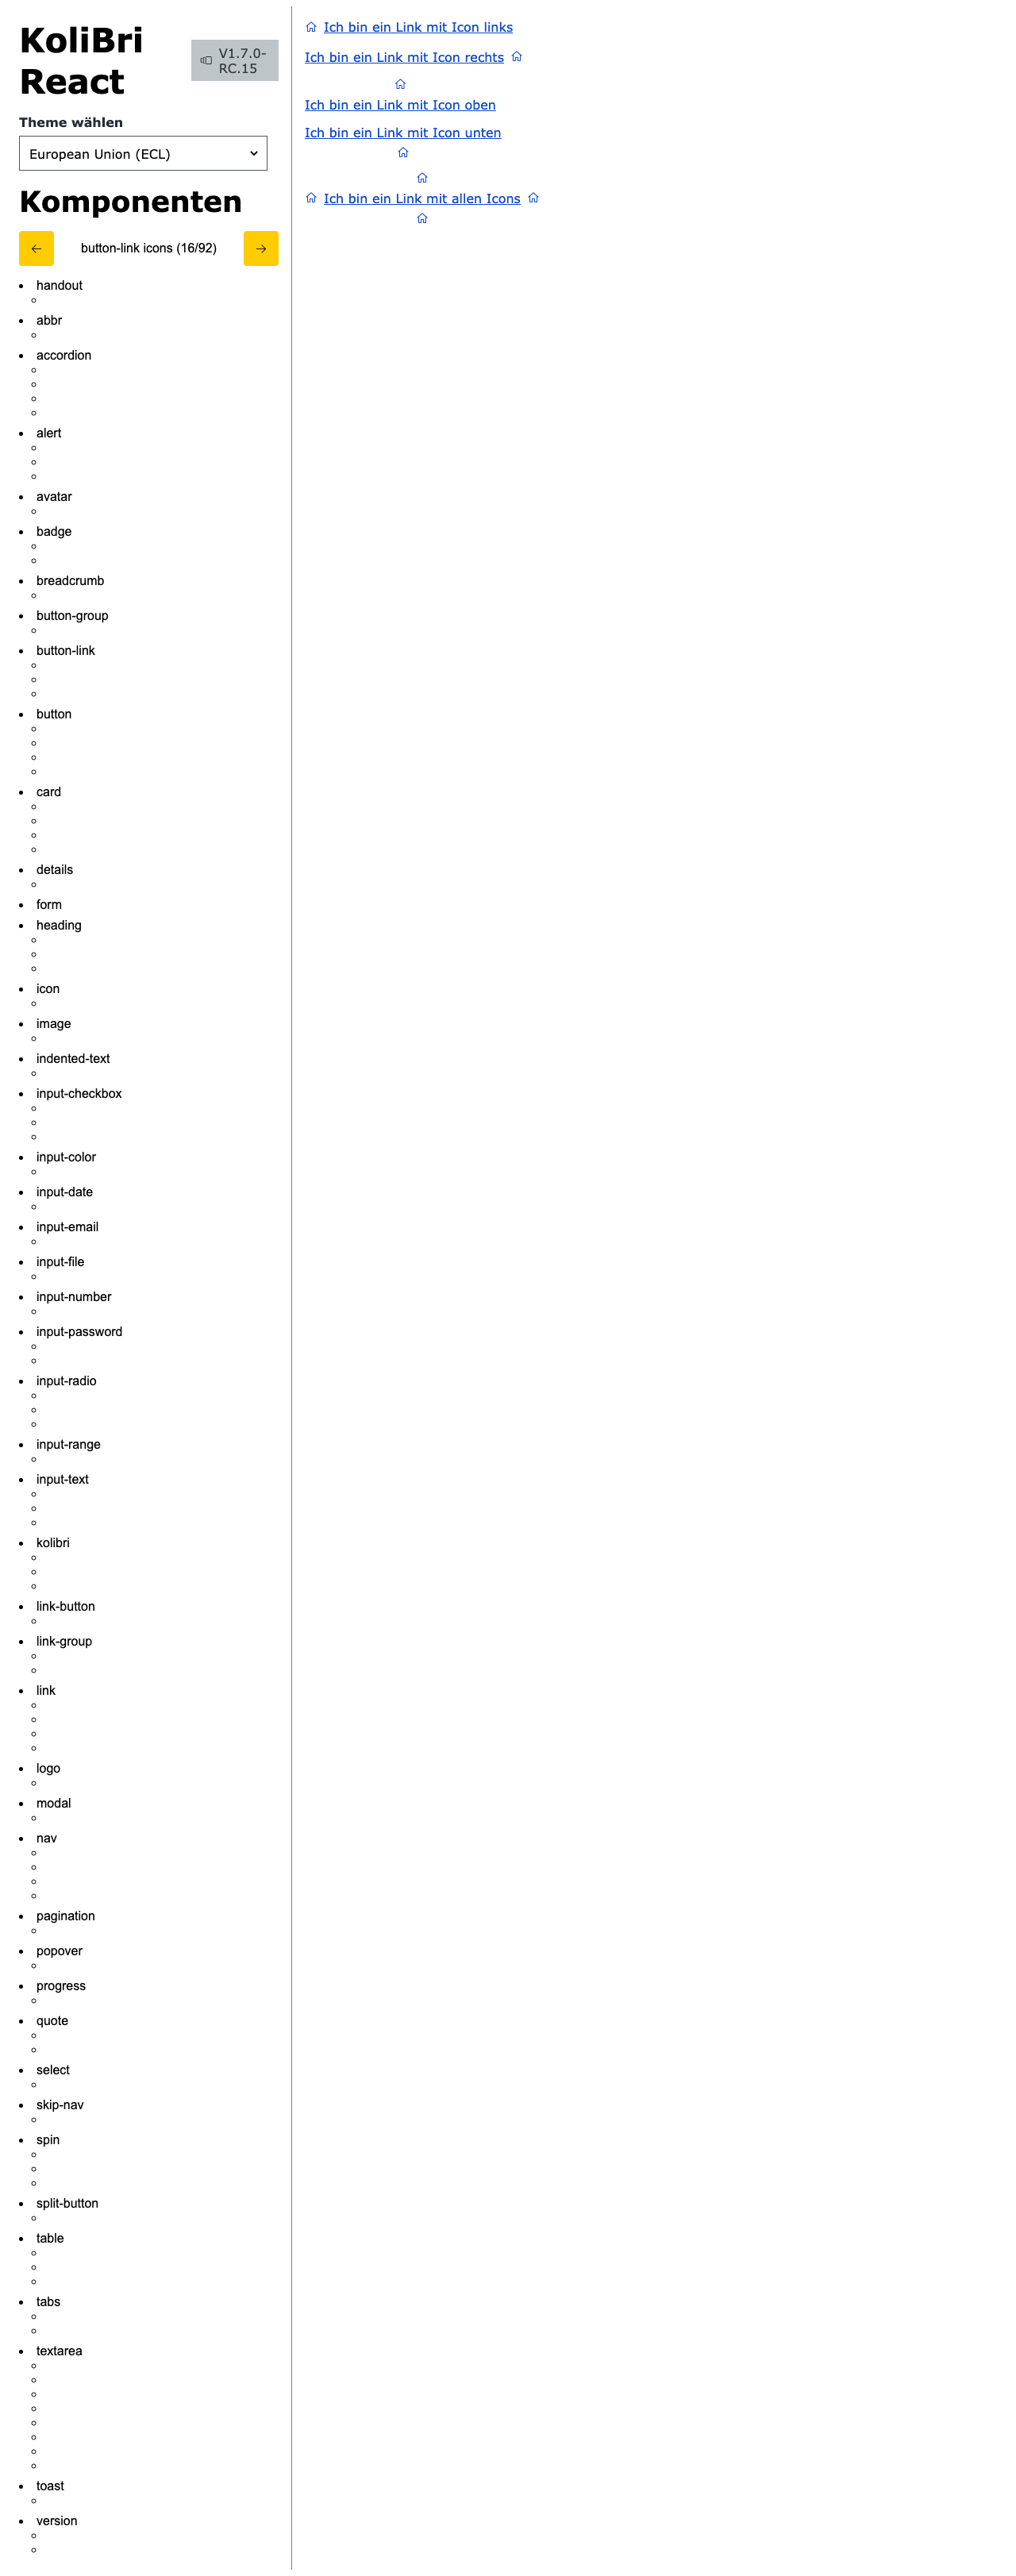 KoliBri
React
V1.7.0-
RC.15
Theme wählen
European Union (ECL)
Komponenten
button-link icons (16/92)
handout
abbr
accordion
alert
avatar
badge
breadcrumb
button-group
button-link
button
card
details
form
heading
icon
image
indented-text
input-checkbox
input-color
input-date
input-email
input-file
input-number
input-password
input-radio
input-range
input-text
kolibri
link-button
link-group
link
logo
modal
nav
pagination
popover
progress
quote
select
skip-nav
spin
split-button
table
tabs
textarea
toast
version
Ich bin ein Link mit Icon links
Ich bin ein Link mit Icon rechts
Ich bin ein Link mit Icon oben
Ich bin ein Link mit Icon unten
Ich bin ein Link mit allen Icons